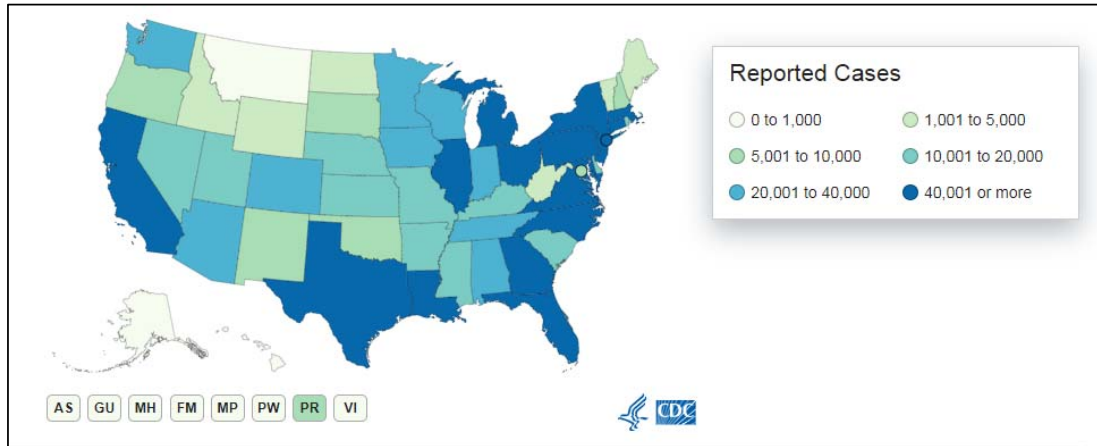 Reported Cases
0 to 1,000
1,001 to 5,000
5,001 to 10,000
10,001 to 20,000
20,001 to 40,000
40,001 or more
AS GU MH FM MP PW PR VI
CDC